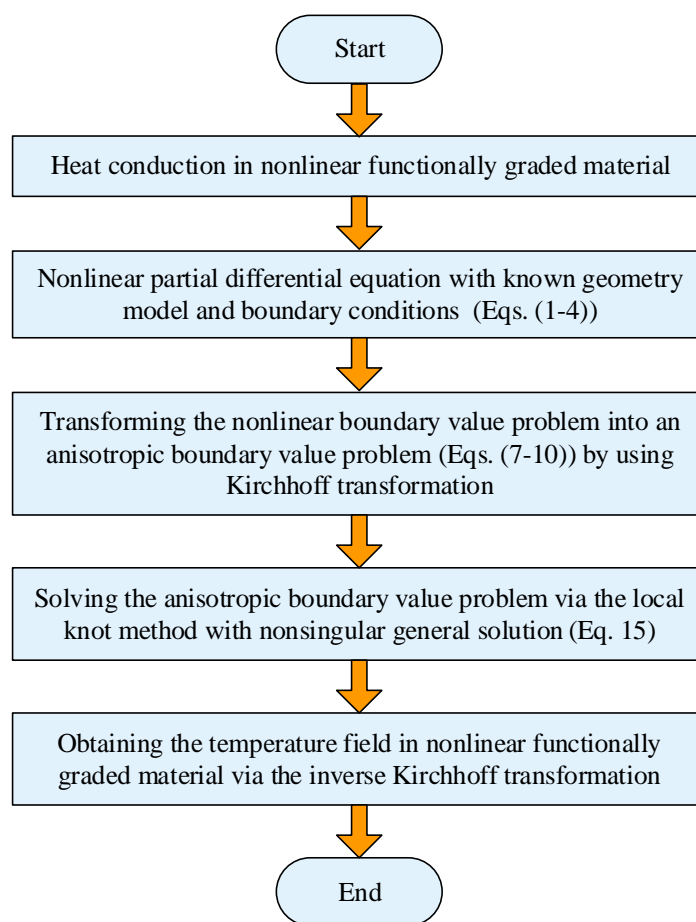 Start
Heat conduction in nonlinear functionally graded material
Nonlinear partial differential equation with known geometry
model and boundary conditions (Eqs. (1-4))
Transforming the nonlinear boundary value problem into an
anisotropic boundary value problem (Eqs. (7-10)) by using
Kirchhoff transformation
Solving the anisotropic boundary value problem via the local
knot method with nonsingular general solution (Eq. 15)
Obtaining the temperature field in nonlinear functionally
graded material via the inverse Kirchhoff transformation
End